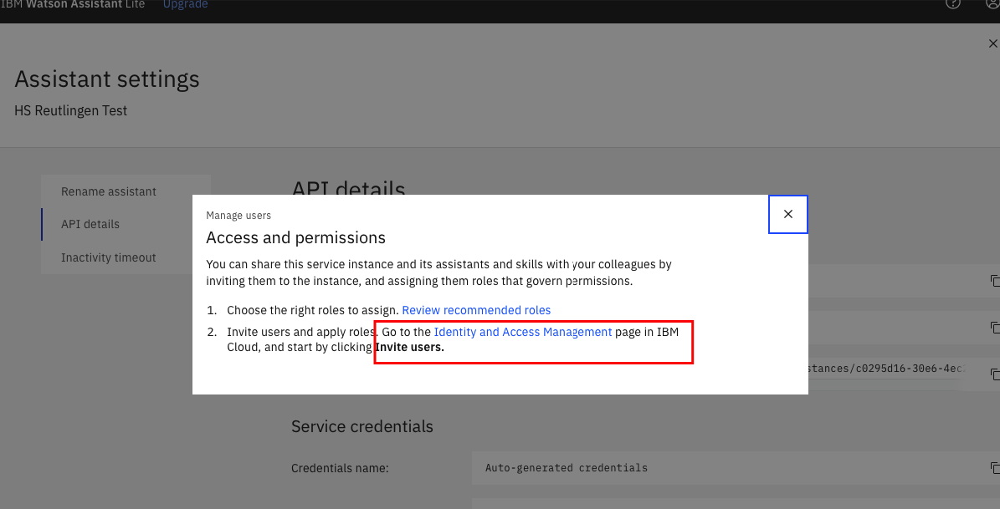 IBM Watson Assistant Lite Upgrade
Assistant settings
HS Reutlingen Test
Rename assistant
API details
Inactivity timeout
API details
Manage users
Access and permissions
You can share this service instance and its assistants and skills with your colleagues by
inviting them to the instance, and assigning them roles that govern permissions.
1. Choose the right roles to assign. Review recommended roles
2. Invite users and apply roles. Go to the Identity and Access Management page in IBM
Cloud, and start by clicking Invite users.
stances/c0295d16-30e6-4ec
Service credentials
Credentials name:
Auto-generated credentials